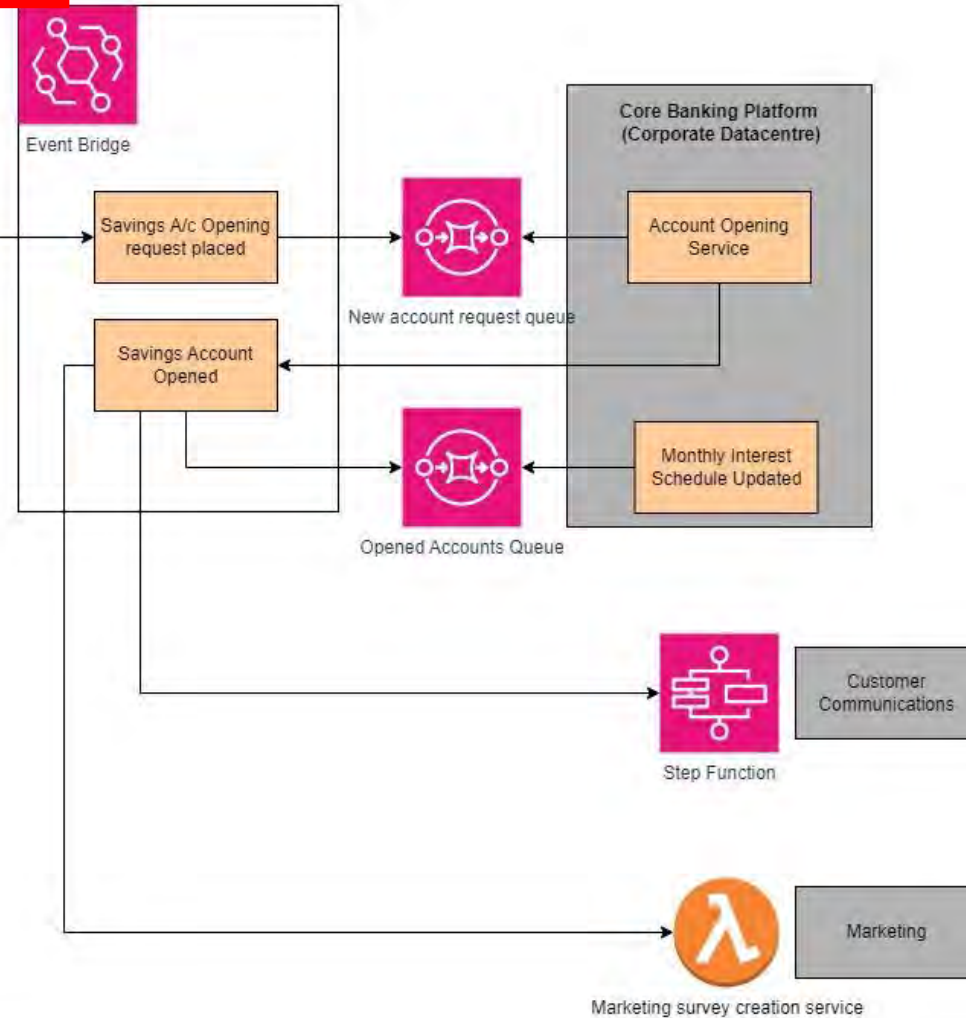 Event Bridge
Core Banking Platform
(Corporate Datacentre)
Savings A/c Opening
request placed
Account Opening
Service
New account request queue
Savings Account
Opened
Monthly Interest
Schedule Updated
Opened Accounts Queue
Customer
Communications
Step Function
Marketing
Marketing survey creation service